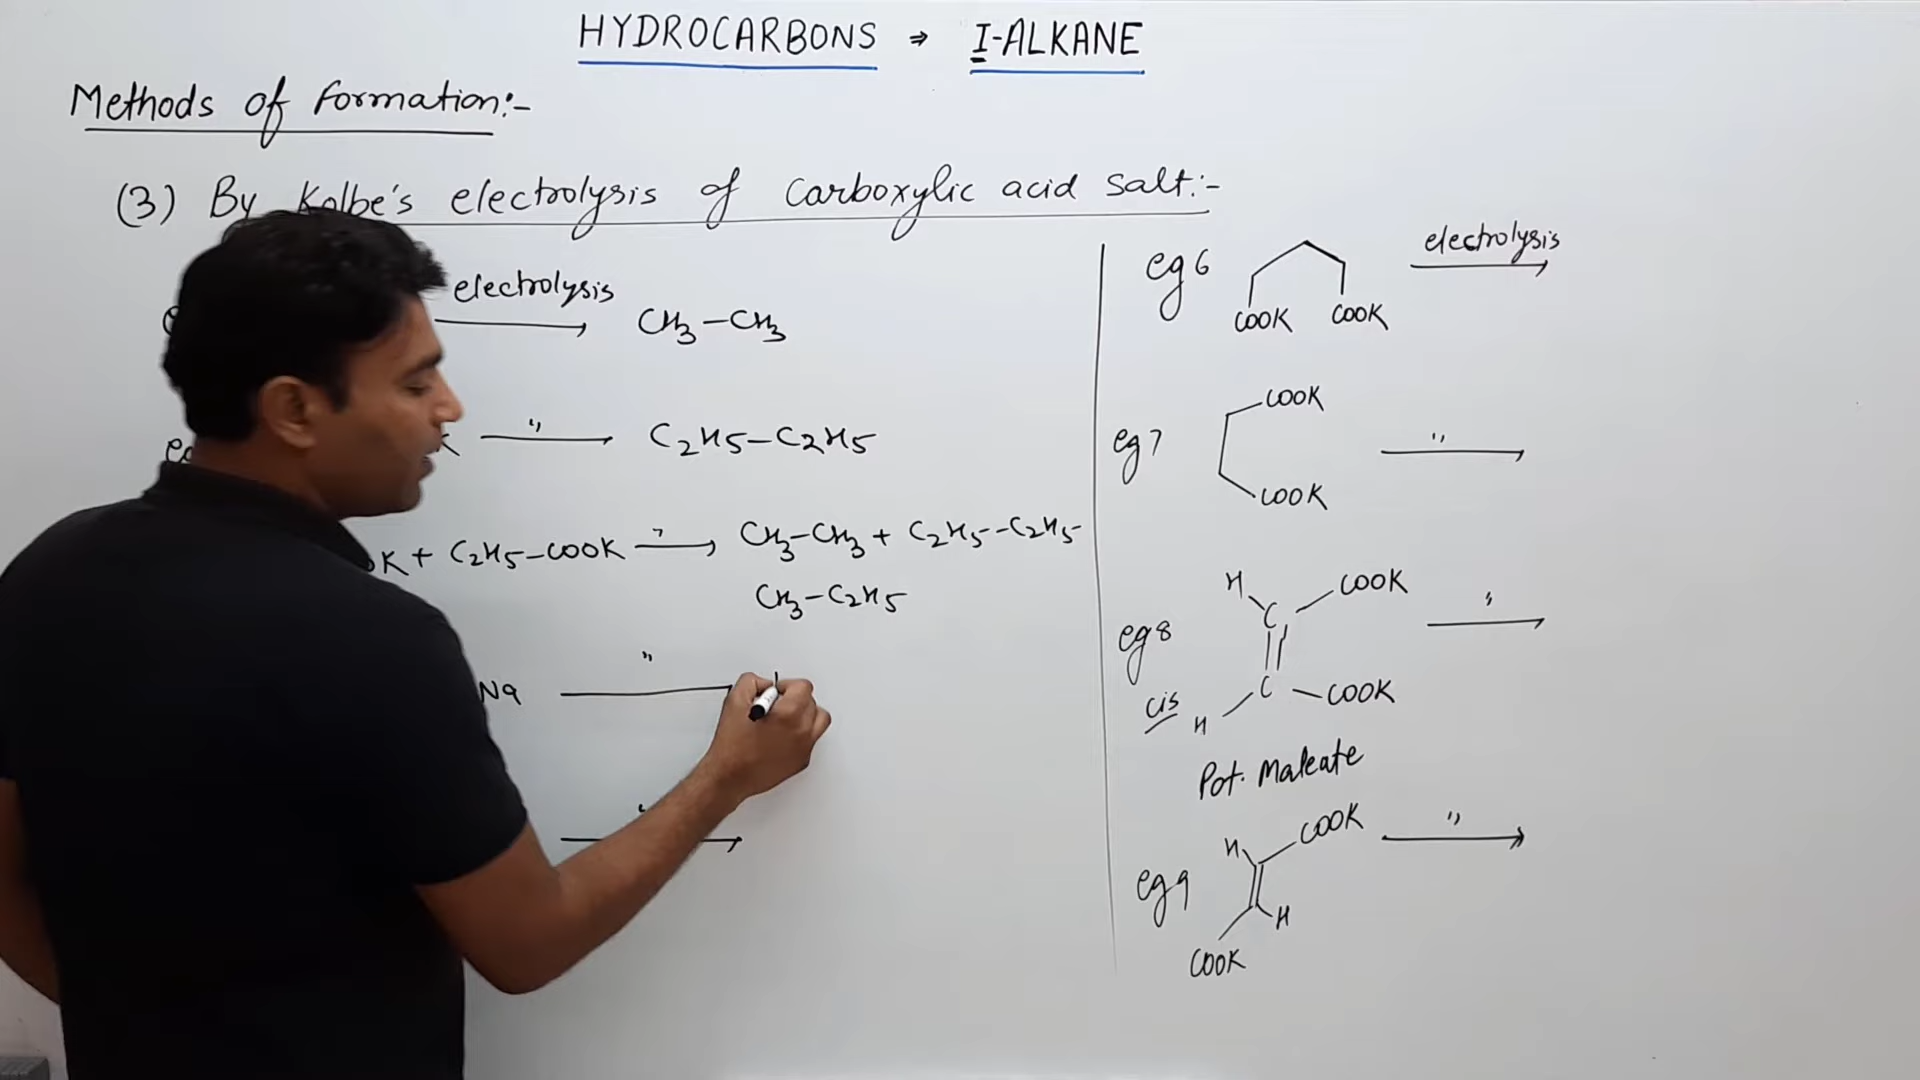 HYDROCARBONS ⇒ I-ALKANE
Methods of formation:-
(3) By Kolbe's electrolysis of carboxylic acid salt:-
electrolysis
CH3-CH3
" C2H5-C2H5
K + C2H5-COOK " CH3-CH3 + C2H5-C2H5
CH3-C2H5
Na "
eg 6 electrolysis
COOK COOK
eg 7 COOK "
COOK
eg 8 H C COOK "
cis H C COOK
Pot. Maleate
eg 9 H COOK "
H
COOK